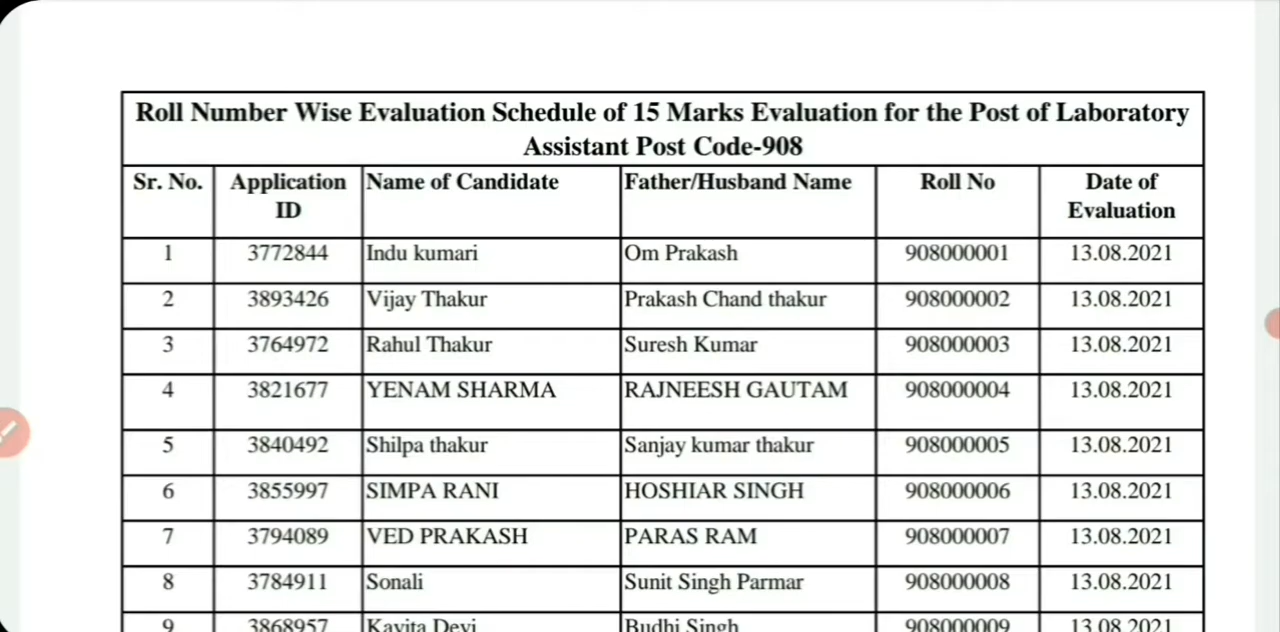 Roll Number Wise Evaluation Schedule of 15 Marks Evaluation for the Post of Laboratory
Assistant Post Code-908
Sr. No. Application ID Name of Candidate Father/Husband Name Roll No Date of Evaluation
1 3772844 Indu kumari Om Prakash 908000001 13.08.2021
2 3893426 Vijay Thakur Prakash Chand thakur 908000002 13.08.2021
3 3764972 Rahul Thakur Suresh Kumar 908000003 13.08.2021
4 3821677 YENAM SHARMA RAJNEESH GAUTAM 908000004 13.08.2021
5 3840492 Shilpa thakur Sanjay kumar thakur 908000005 13.08.2021
6 3855997 SIMPA RANI HOSHIAR SINGH 908000006 13.08.2021
7 3794089 VED PRAKASH PARAS RAM 908000007 13.08.2021
8 3784911 Sonali Sunit Singh Parmar 908000008 13.08.2021
9 3868957 Kavita Devi Budhi Singh 908000009 13.08.2021